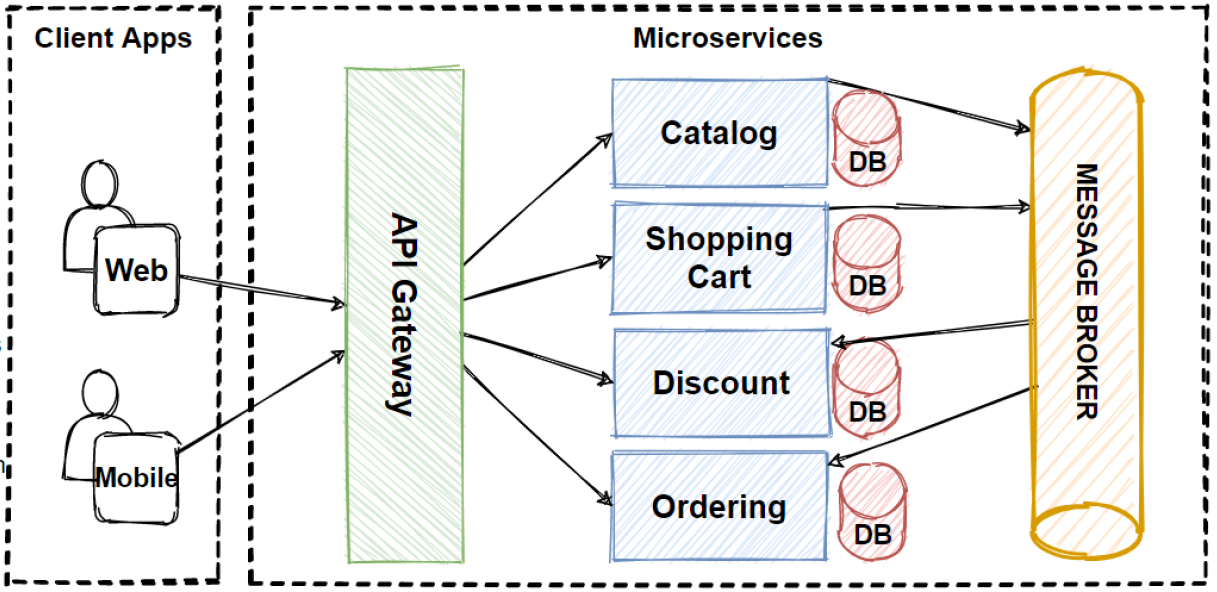 Client Apps
Microservices
Web
Mobile
API Gateway
Catalog
DB
Shopping
Cart
DB
Discount
DB
Ordering
DB
MESSAGE BROKER